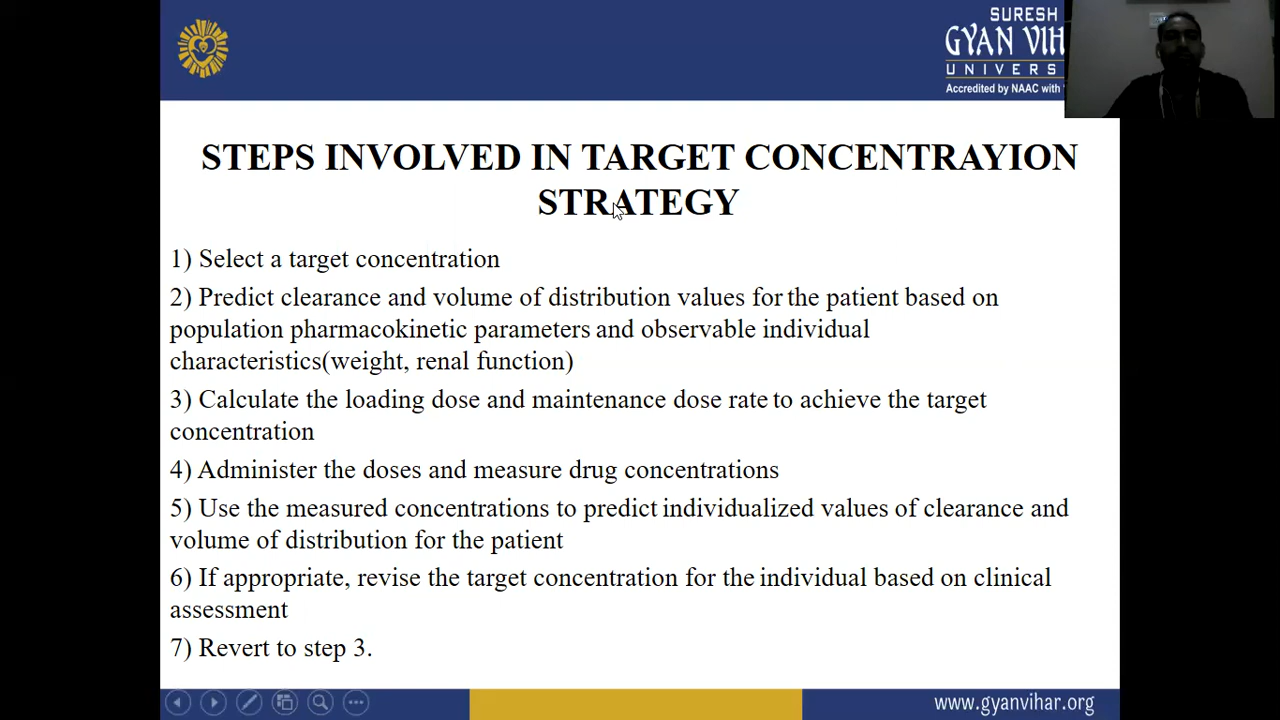 SURESH
GYAN VIH
UNIVERS
Accredited by NAAC with
STEPS INVOLVED IN TARGET CONCENTRAYION
STRATEGY
1) Select a target concentration
2) Predict clearance and volume of distribution values for the patient based on
population pharmacokinetic parameters and observable individual
characteristics(weight, renal function)
3) Calculate the loading dose and maintenance dose rate to achieve the target
concentration
4) Administer the doses and measure drug concentrations
5) Use the measured concentrations to predict individualized values of clearance and
volume of distribution for the patient
6) If appropriate, revise the target concentration for the individual based on clinical
assessment
7) Revert to step 3.
www.gyanvihar.org